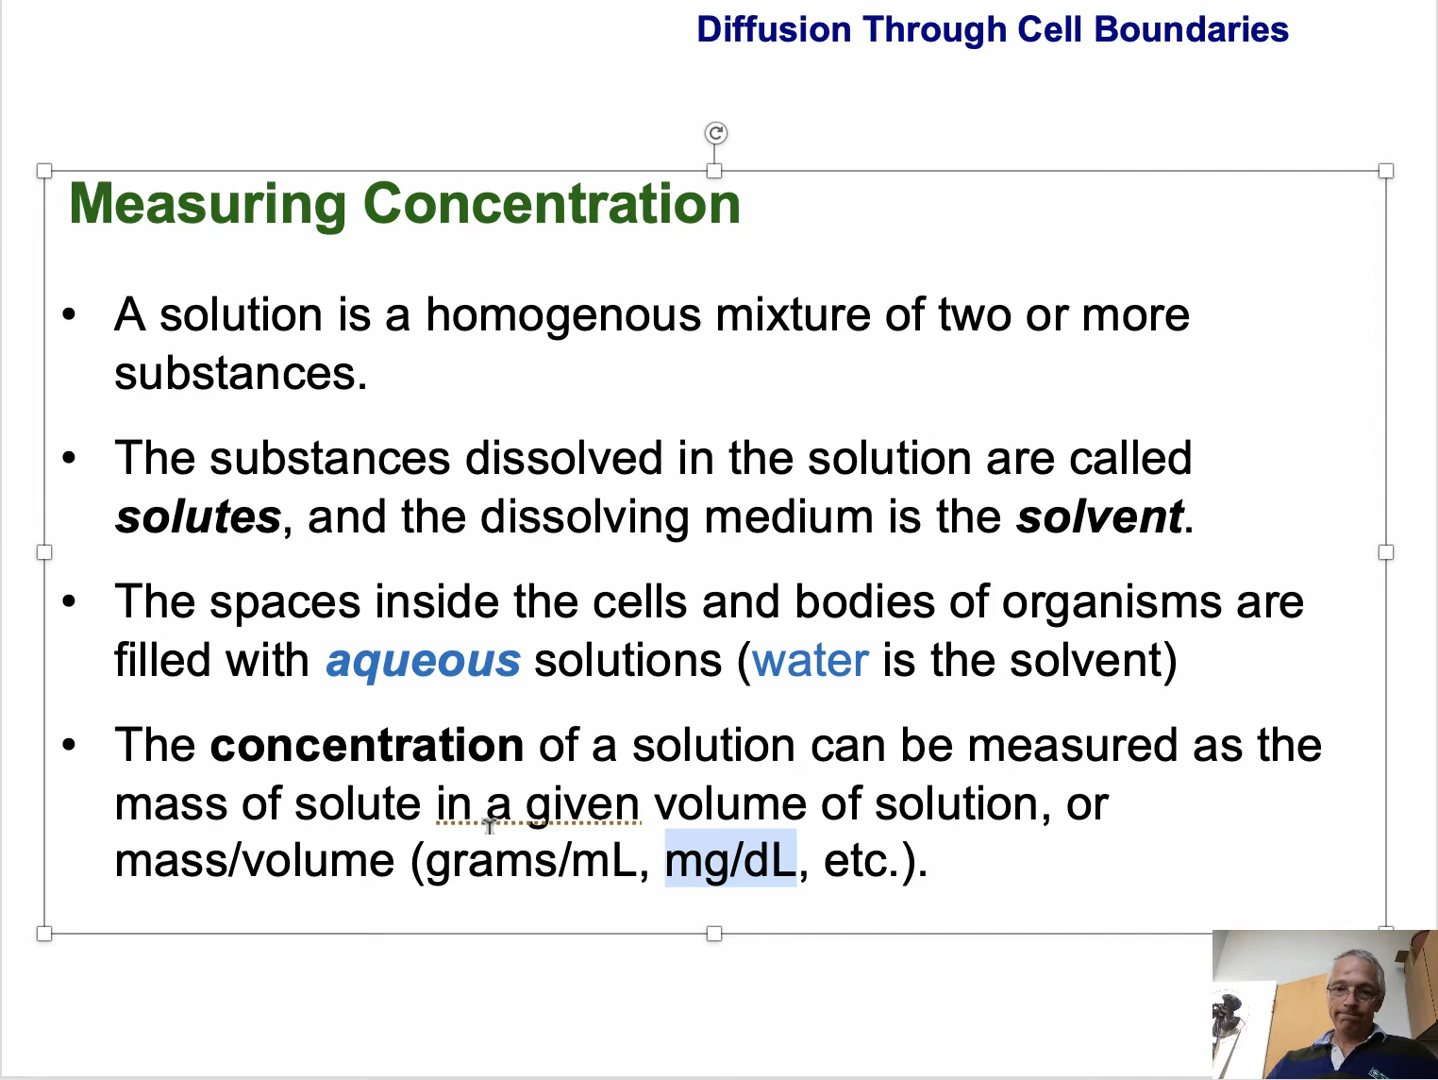 Diffusion Through Cell Boundaries
Measuring Concentration
• A solution is a homogenous mixture of two or more
substances.
• The substances dissolved in the solution are called
solutes, and the dissolving medium is the solvent.
• The spaces inside the cells and bodies of organisms are
filled with aqueous solutions (water is the solvent)
• The concentration of a solution can be measured as the
mass of solute in a given volume of solution, or
mass/volume (grams/mL, mg/dL, etc.).